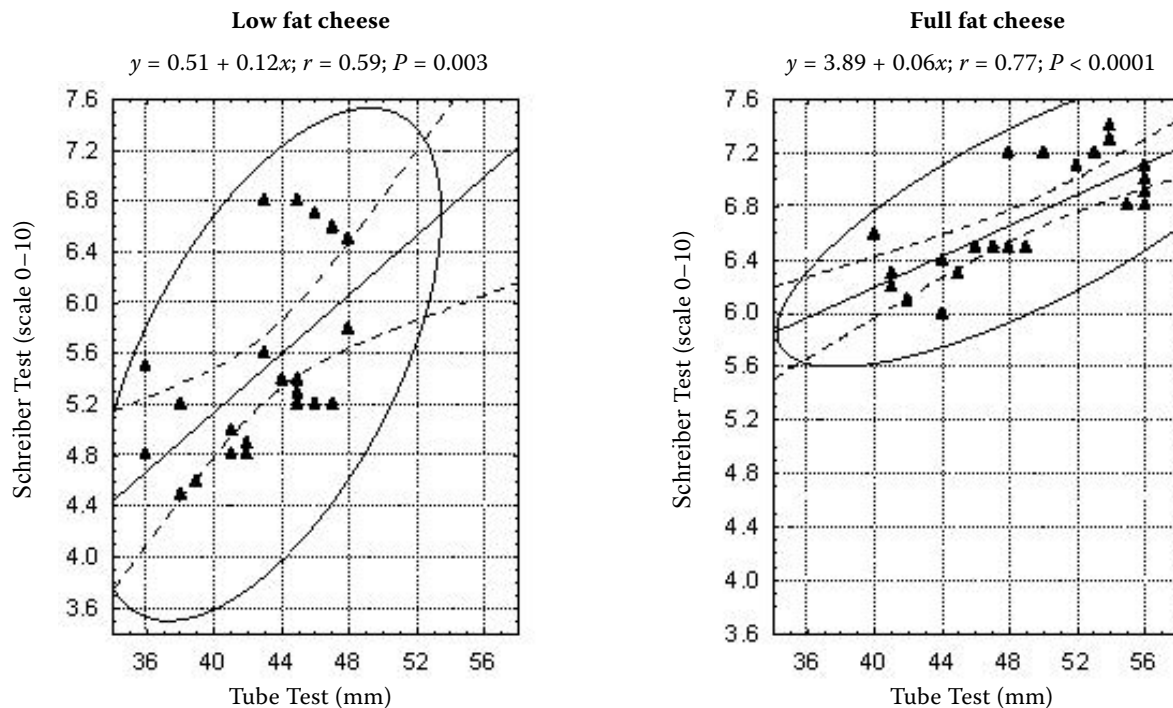 Low fat cheese
y = 0.51 + 0.12x; r = 0.59; P = 0.003
7.6
7.2
6.8
6.4
6.0
5.6
5.2
4.8
4.4
4.0
3.6
Schreiber Test (scale 0–10)
36 40 44 48 52 56
Tube Test (mm)
Full fat cheese
y = 3.89 + 0.06x; r = 0.77; P < 0.0001
7.6
7.2
6.8
6.4
6.0
5.6
5.2
4.8
4.4
4.0
3.6
Schreiber Test (scale 0–10)
36 40 44 48 52 56
Tube Test (mm)